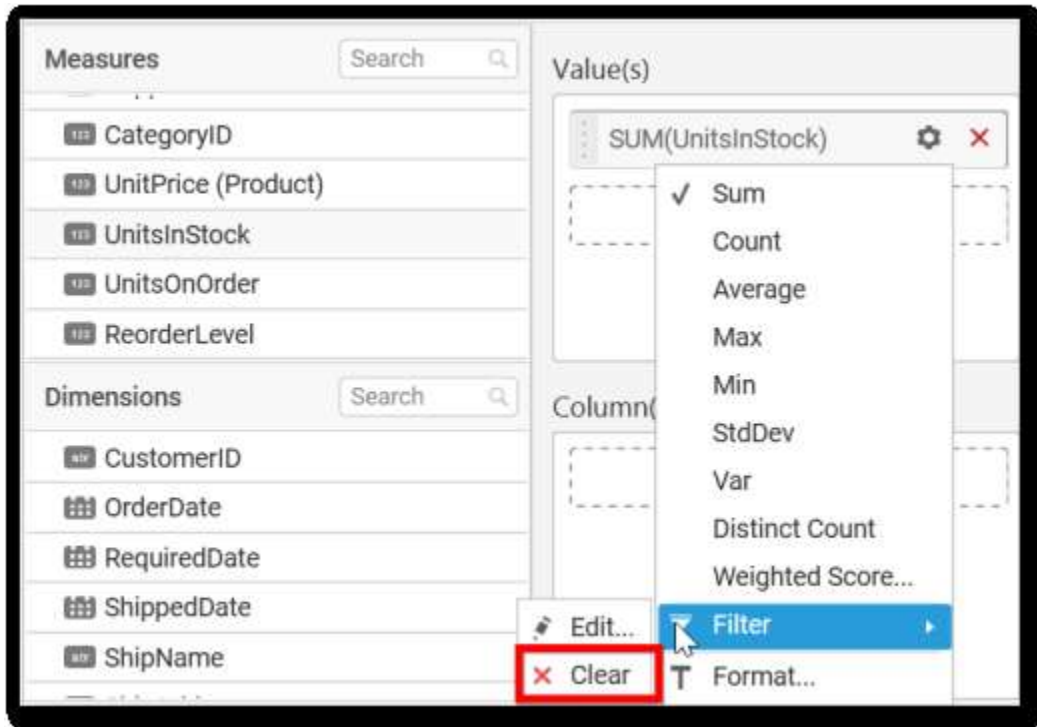 Measures
Search
CategoryID
UnitPrice (Product)
UnitsInStock
UnitsOnOrder
ReorderLevel
Dimensions
Search
CustomerID
OrderDate
RequiredDate
ShippedDate
ShipName
Value(s)
SUM(UnitsInStock)
Sum
Count
Average
Max
Min
StdDev
Var
Distinct Count
Weighted Score...
Filter
Format...
Column(
Edit...
Clear